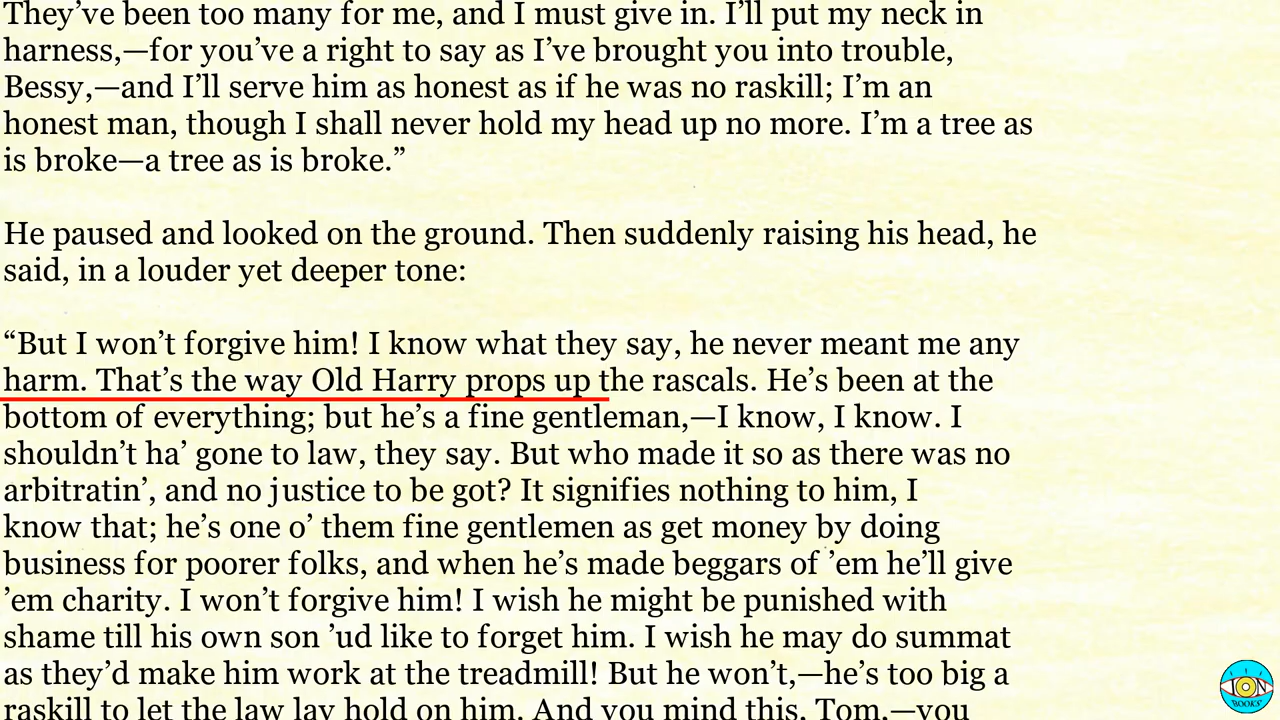 They’ve been too many for me, and I must give in. I’ll put my neck in
harness,—for you’ve a right to say as I’ve brought you into trouble,
Bessy,—and I’ll serve him as honest as if he was no raskill; I’m an
honest man, though I shall never hold my head up no more. I’m a tree as
is broke—a tree as is broke.”
He paused and looked on the ground. Then suddenly raising his head, he
said, in a louder yet deeper tone:
“But I won’t forgive him! I know what they say, he never meant me any
harm. That’s the way Old Harry props up the rascals. He’s been at the
bottom of everything; but he’s a fine gentleman,—I know, I know. I
shouldn’t ha’ gone to law, they say. But who made it so as there was no
arbitratin’, and no justice to be got? It signifies nothing to him, I
know that; he’s one o’ them fine gentlemen as get money by doing
business for poorer folks, and when he’s made beggars of ’em he’ll give
’em charity. I won’t forgive him! I wish he might be punished with
shame till his own son ’ud like to forget him. I wish he may do summat
as they’d make him work at the treadmill! But he won’t,—he’s too big a
raskill to let the law lay hold on him. And you mind this, Tom,—you
ION
BOOKS